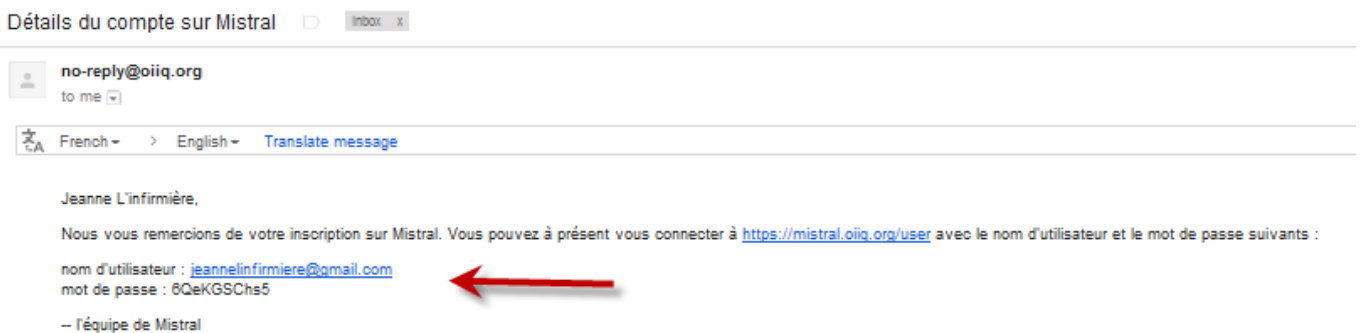 Détails du compte sur Mistral
Inbox x
no-reply@oiiq.org
to me
French > English Translate message
Jeanne L'infirmière,
Nous vous remercions de votre inscription sur Mistral. Vous pouvez à présent vous connecter à https://mistral.oiiq.org/user avec le nom d'utilisateur et le mot de passe suivants :
nom d'utilisateur : jeannelinfirmiere@gmail.com
mot de passe : 6QeKGSChs5
-- l'équipe de Mistral